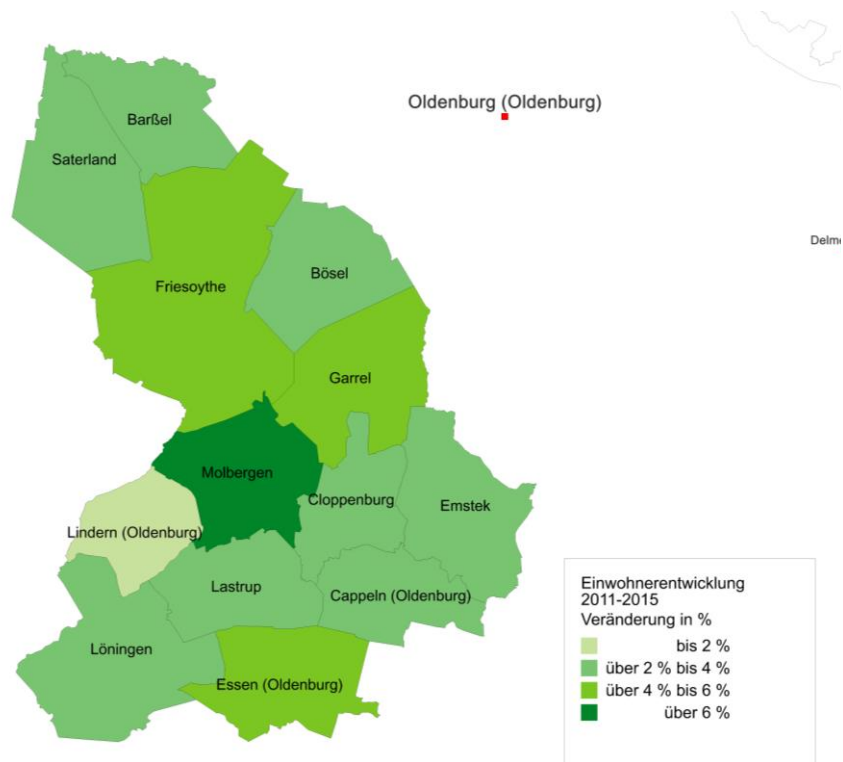 Oldenburg (Oldenburg)
Barßel
Saterland
Delme
Bösel
Friesoythe
Garrel
Molbergen
Cloppenburg
Emstek
Lindern (Oldenburg)
Lastrup
Cappeln (Oldenburg)
Löningen
Essen (Oldenburg)
Einwohnerentwicklung
2011-2015
Veränderung in %
bis 2 %
über 2 % bis 4 %
über 4 % bis 6 %
über 6 %